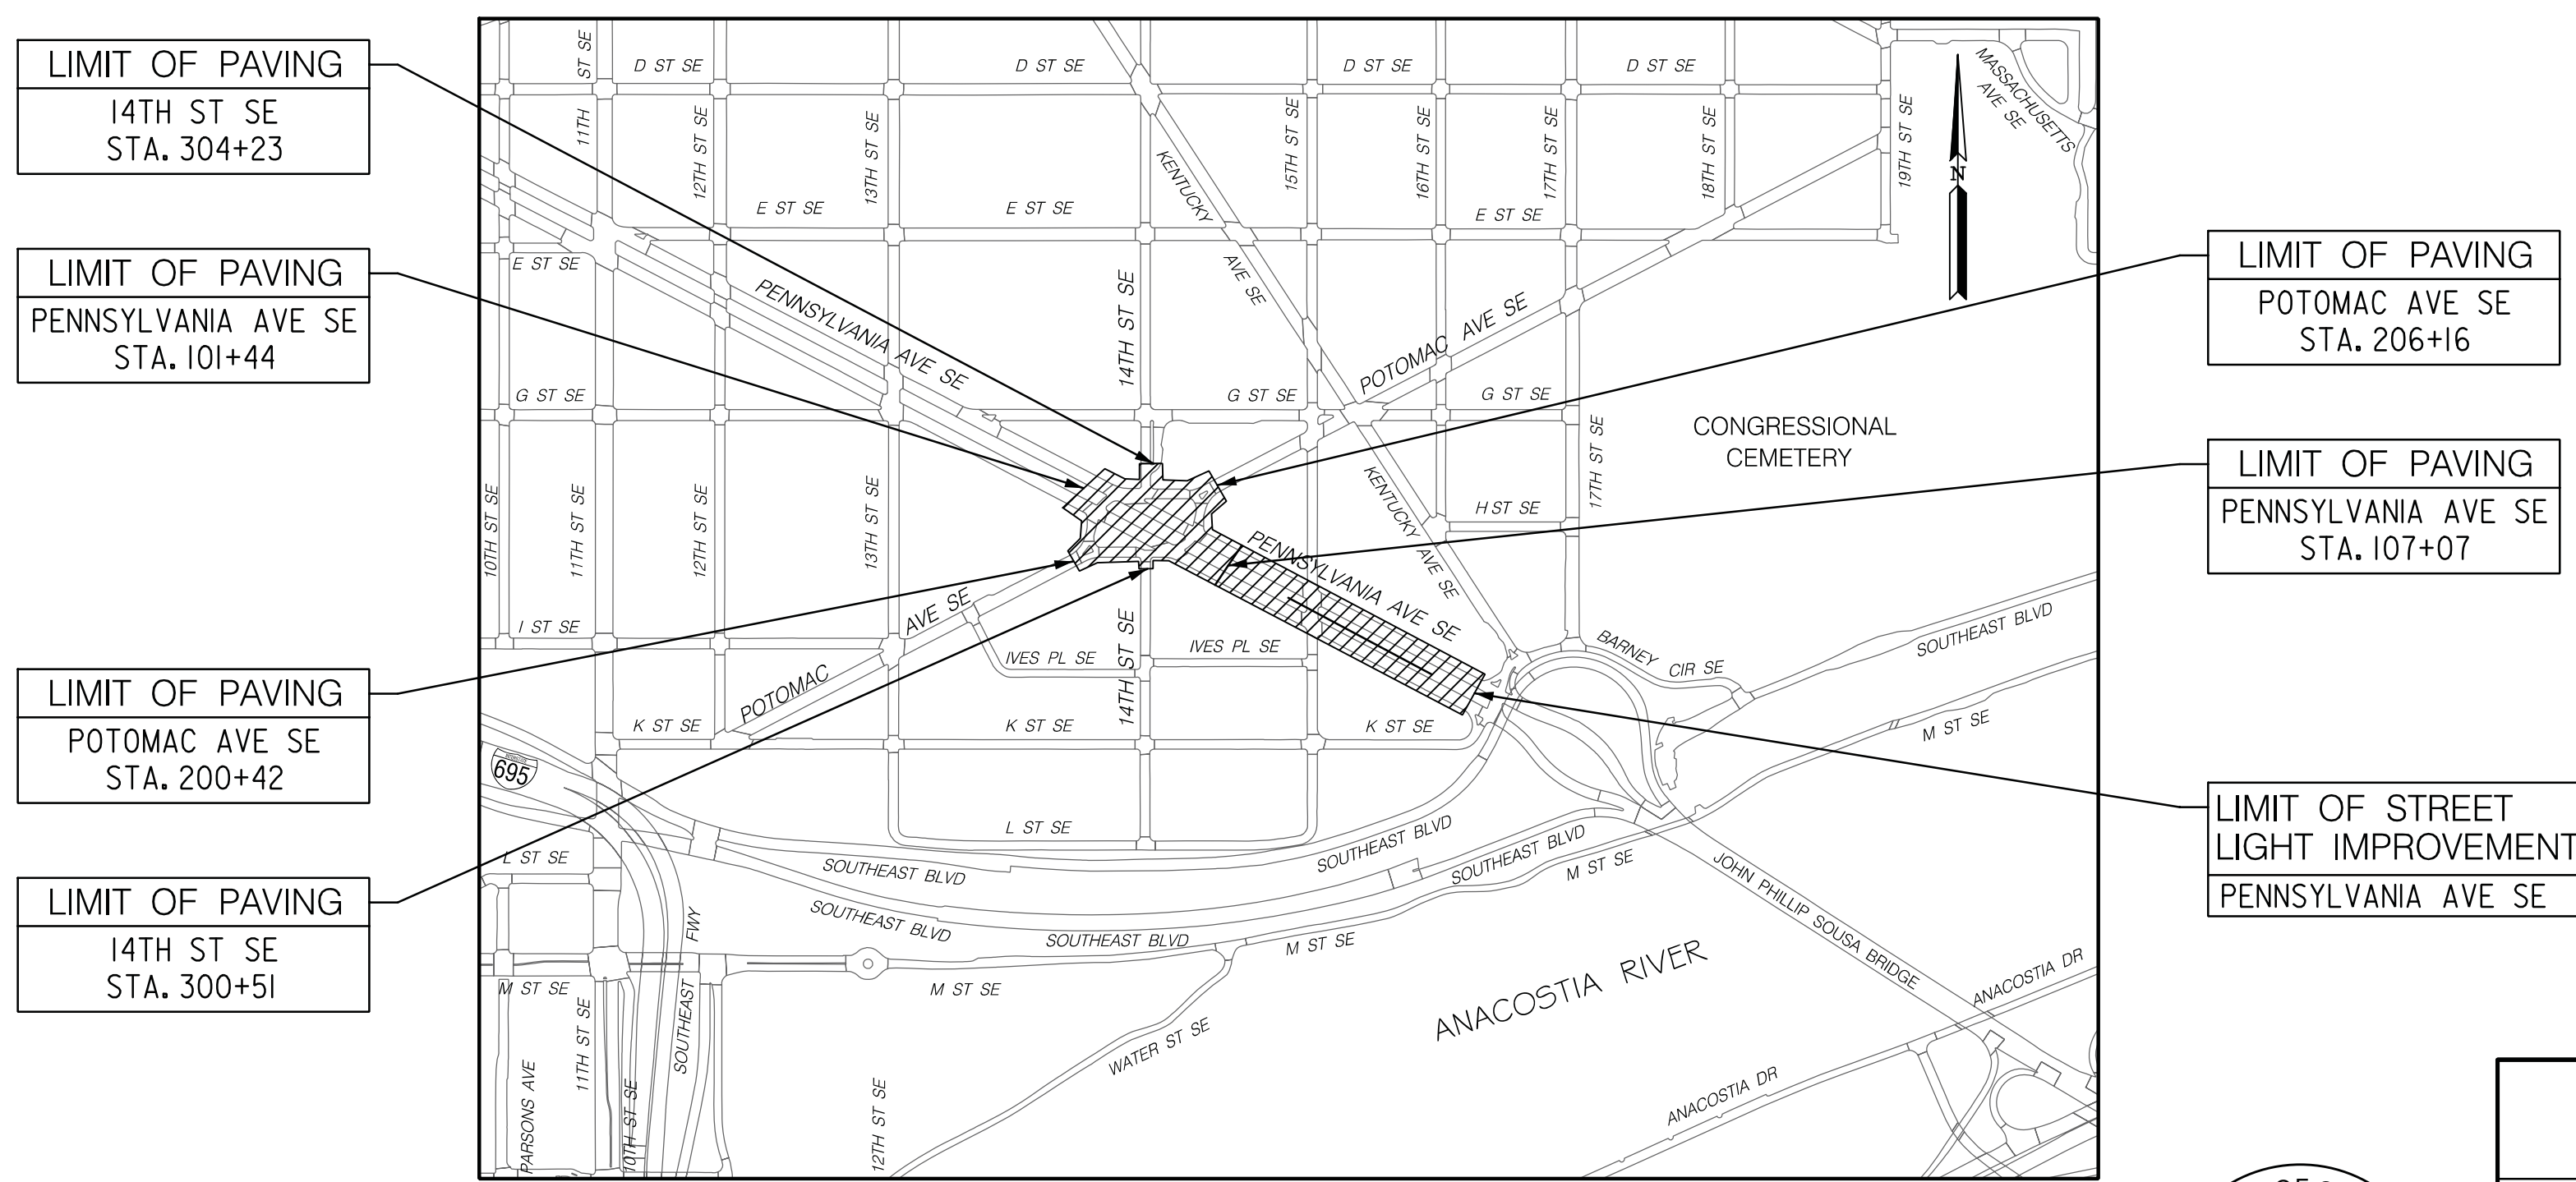 LIMIT OF PAVING
14TH ST SE
STA. 304+23
LIMIT OF PAVING
PENNSYLVANIA AVE SE
STA. 101+44
LIMIT OF PAVING
POTOMAC AVE SE
STA. 200+42
LIMIT OF PAVING
14TH ST SE
STA. 300+51
11TH
ST SE
D ST SE
D ST SE
D ST SE
D ST SE
MASSACHUSETTS
AVE SE
12TH ST SE
13TH ST SE
KENTUCKY
AVE SE
15TH ST SE
16TH ST SE
17TH ST SE
18TH ST SE
19TH ST SE
N
E ST SE
E ST SE
E ST SE
E ST SE
PENNSYLVANIA AVE SE
14TH ST SE
POTOMAC AVE SE
G ST SE
G ST SE
G ST SE
CONGRESSIONAL
CEMETERY
10TH ST SE
11TH ST SE
12TH ST SE
13TH ST SE
KENTUCKY AVE SE
17TH ST SE
H ST SE
PENNSYLVANIA AVE SE
I ST SE
POTOMAC
AVE SE
IVES PL SE
14TH ST SE
IVES PL SE
BARNEY
CIR SE
SOUTHEAST BLVD
K ST SE
K ST SE
K ST SE
M ST SE
695
L ST SE
L ST SE
SOUTHEAST BLVD
SOUTHEAST BLVD
SOUTHEAST BLVD
M ST SE
JOHN PHILLIP SOUSA BRIDGE
SOUTHEAST BLVD
SOUTHEAST BLVD
M ST SE
SOUTHEAST
FWY
M ST SE
M ST SE
ANACOSTIA RIVER
ANACOSTIA DR
WATER ST SE
PARSONS AVE
11TH ST SE
10TH ST SE
12TH ST SE
ANACOSTIA DR
LIMIT OF PAVING
POTOMAC AVE SE
STA. 206+16
LIMIT OF PAVING
PENNSYLVANIA AVE SE
STA. 107+07
LIMIT OF STREET
LIGHT IMPROVEMENT
PENNSYLVANIA AVE SE